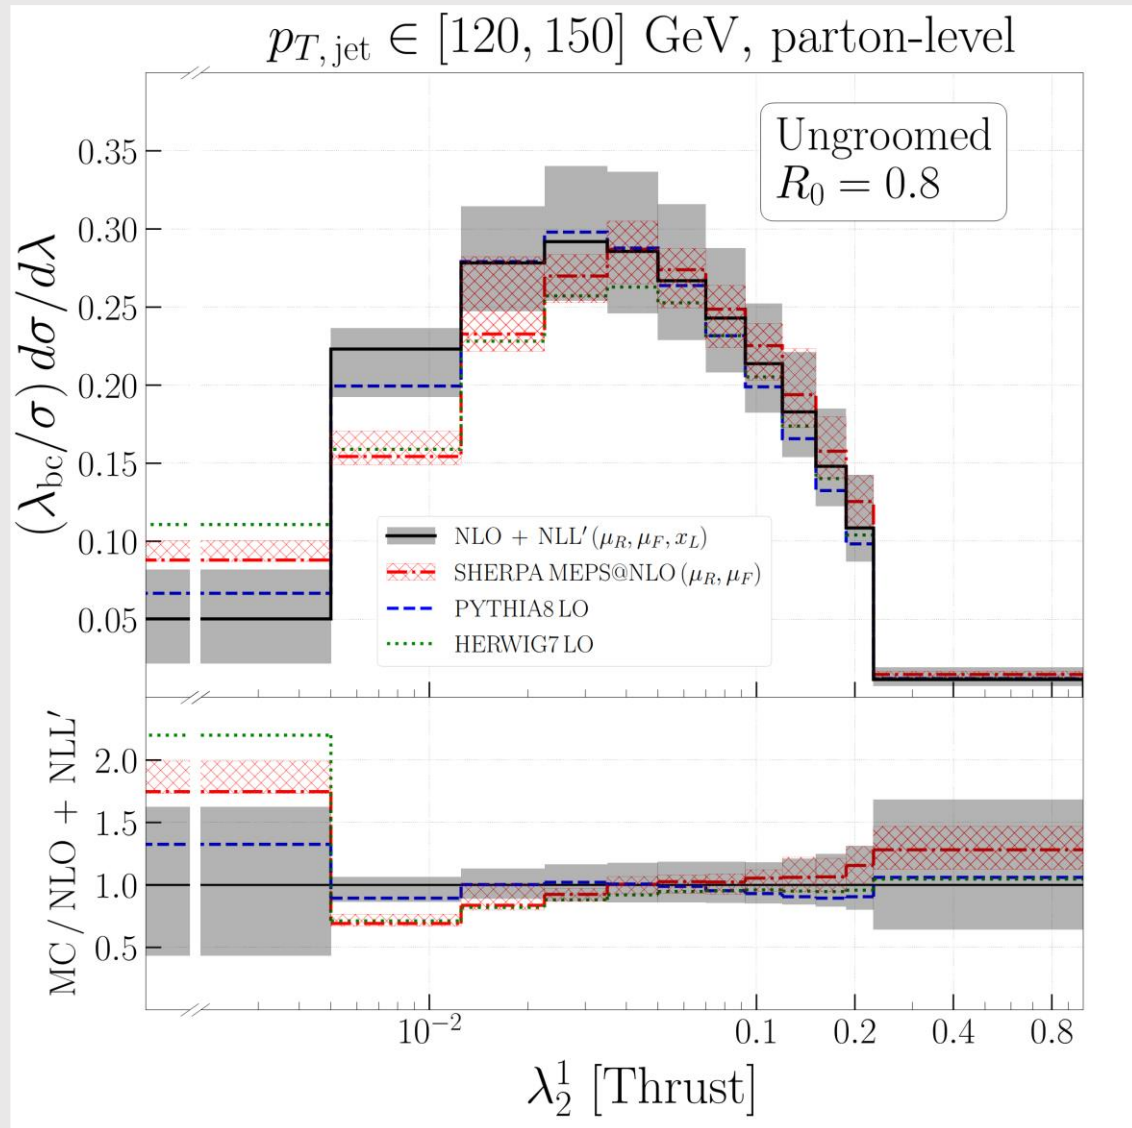 p_{T, jet} ∈ [120, 150] GeV, parton-level
Ungroomed
R_0 = 0.8
(λ_bc/σ) dσ/dλ
0.35
0.30
0.25
0.20
0.15
0.10
0.05
NLO + NLL′ (μ_R, μ_F, x_L)
SHERPA MEPS@NLO (μ_R, μ_F)
PYTHIA8 LO
HERWIG7 LO
MC / NLO + NLL′
2.0
1.5
1.0
0.5
10^{-2} 0.1 0.2 0.4 0.8
λ_2^1 [Thrust]